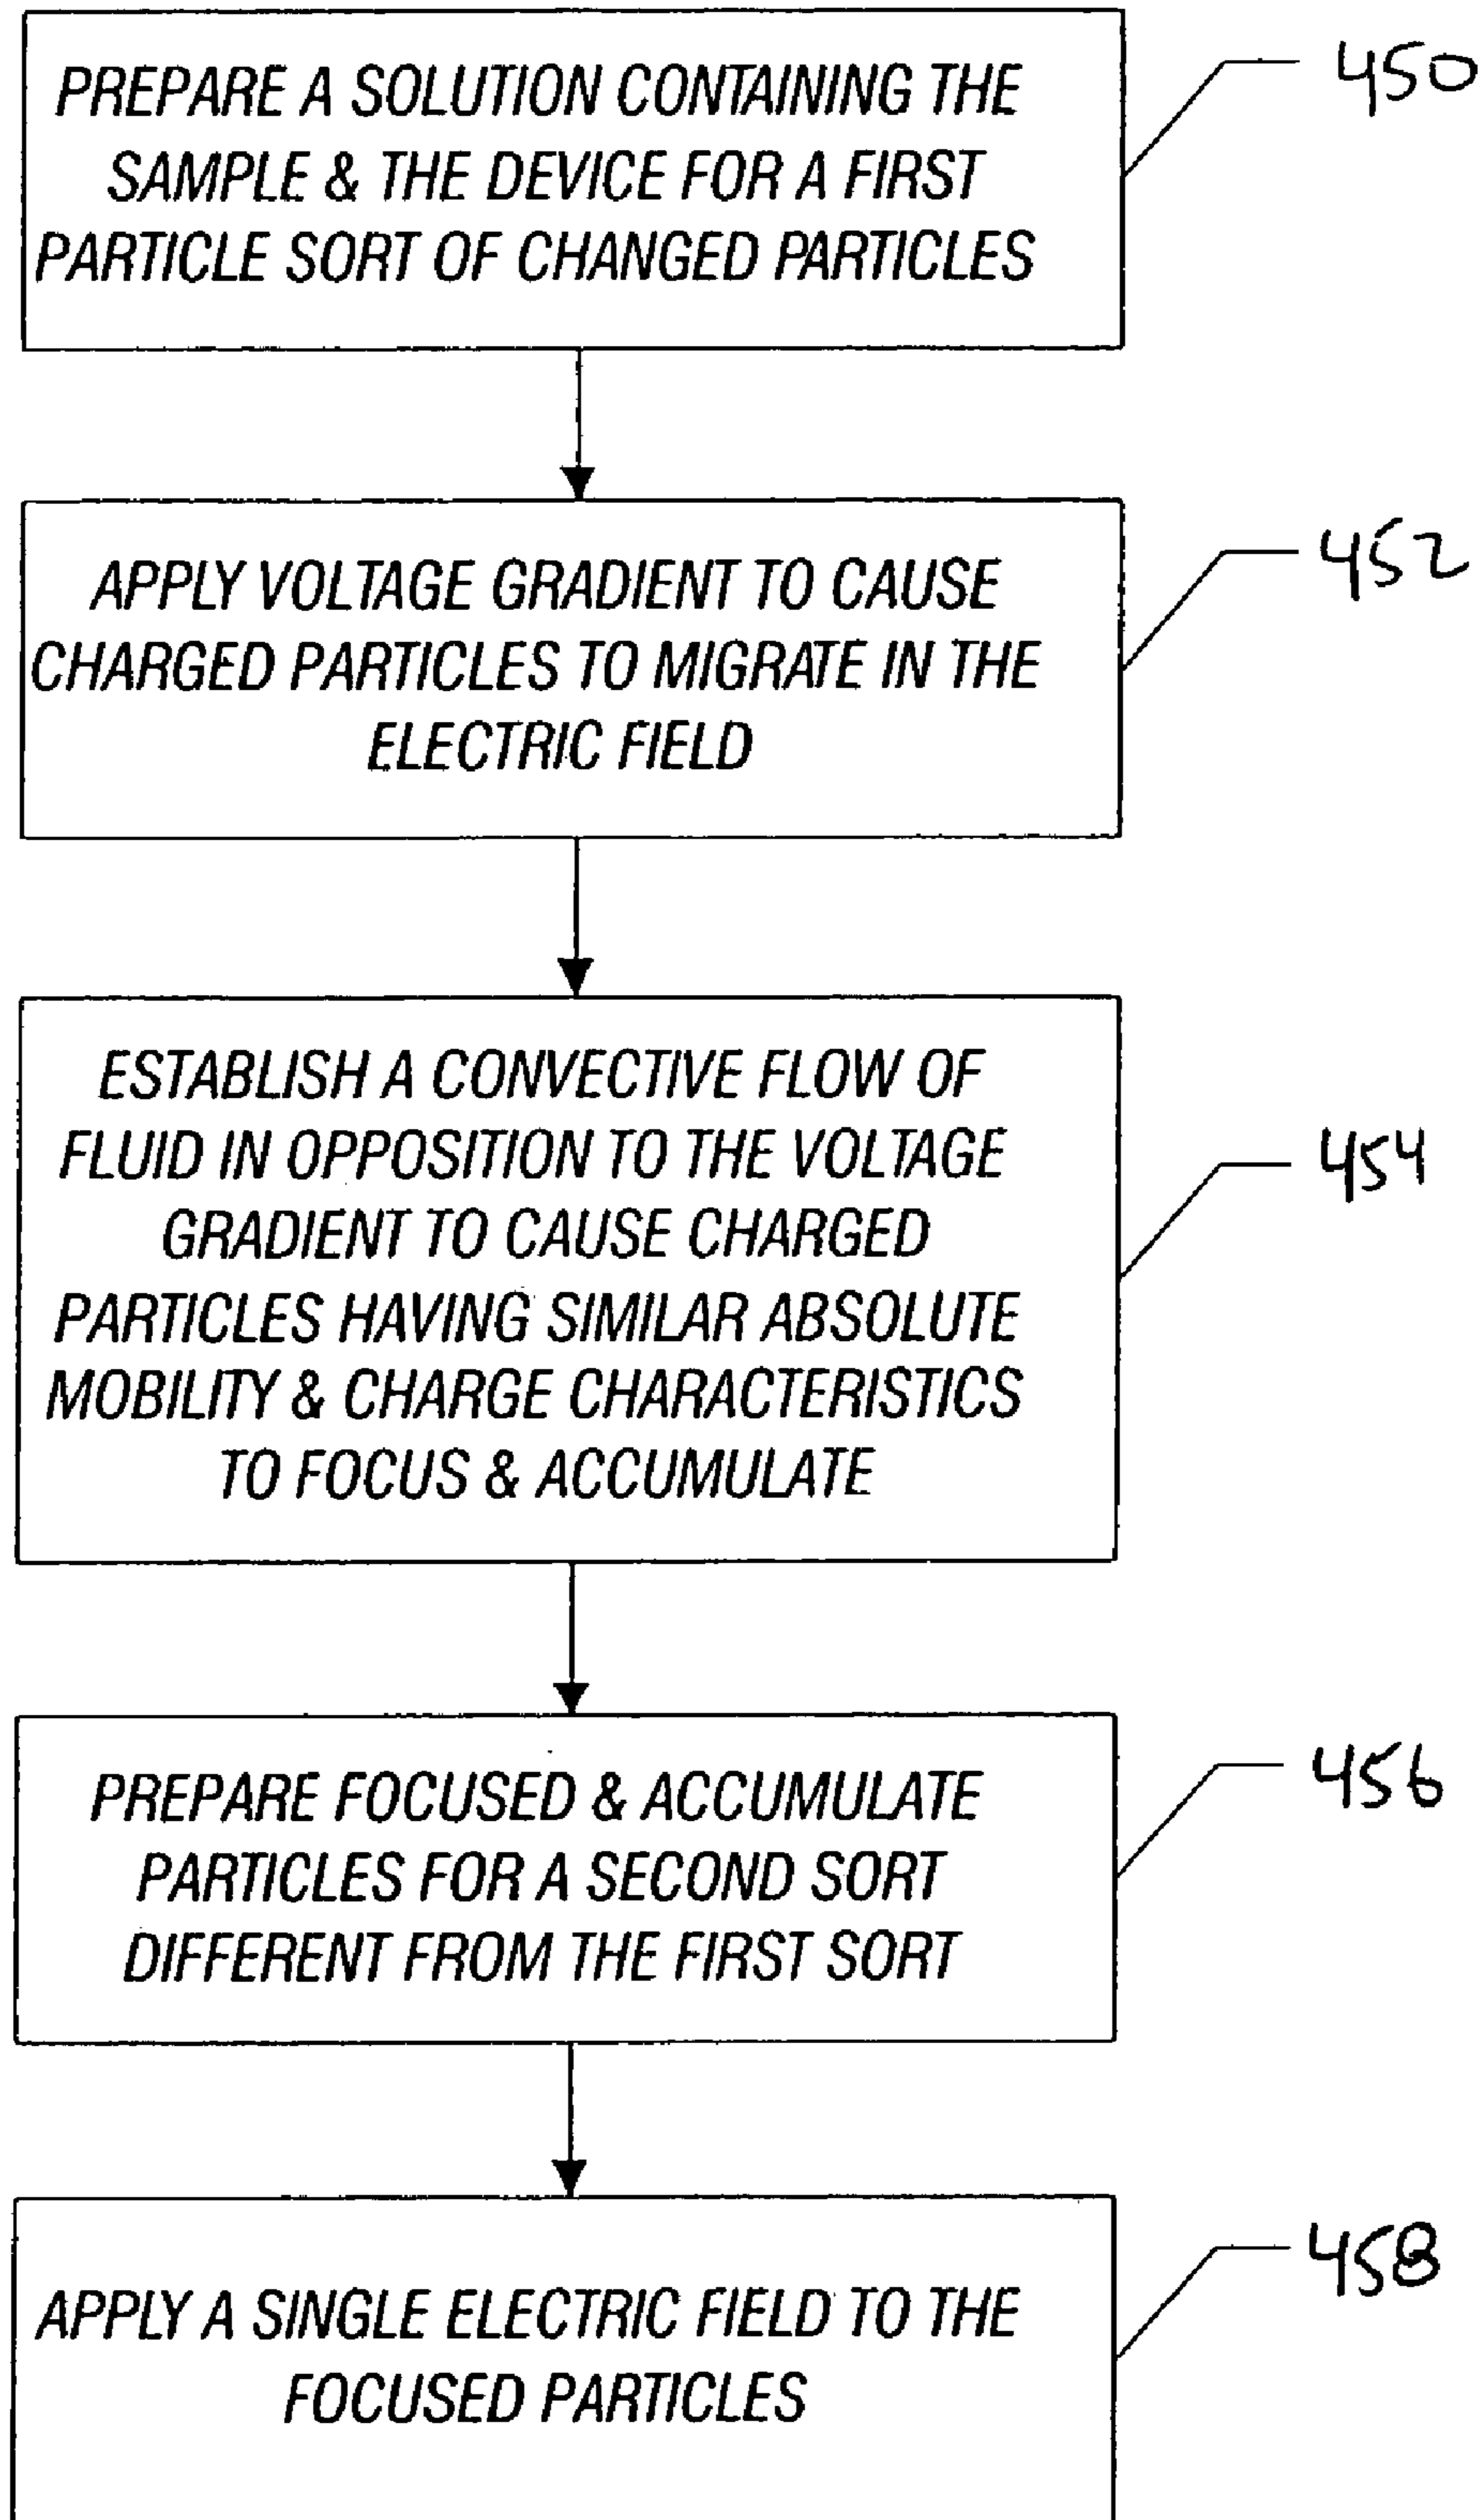 PREPARE A SOLUTION CONTAINING THE
SAMPLE & THE DEVICE FOR A FIRST
PARTICLE SORT OF CHANGED PARTICLES
450
APPLY VOLTAGE GRADIENT TO CAUSE
CHARGED PARTICLES TO MIGRATE IN THE
ELECTRIC FIELD
452
ESTABLISH A CONVECTIVE FLOW OF
FLUID IN OPPOSITION TO THE VOLTAGE
GRADIENT TO CAUSE CHARGED
PARTICLES HAVING SIMILAR ABSOLUTE
MOBILITY & CHARGE CHARACTERISTICS
TO FOCUS & ACCUMULATE
454
PREPARE FOCUSED & ACCUMULATE
PARTICLES FOR A SECOND SORT
DIFFERENT FROM THE FIRST SORT
456
APPLY A SINGLE ELECTRIC FIELD TO THE
FOCUSED PARTICLES
458